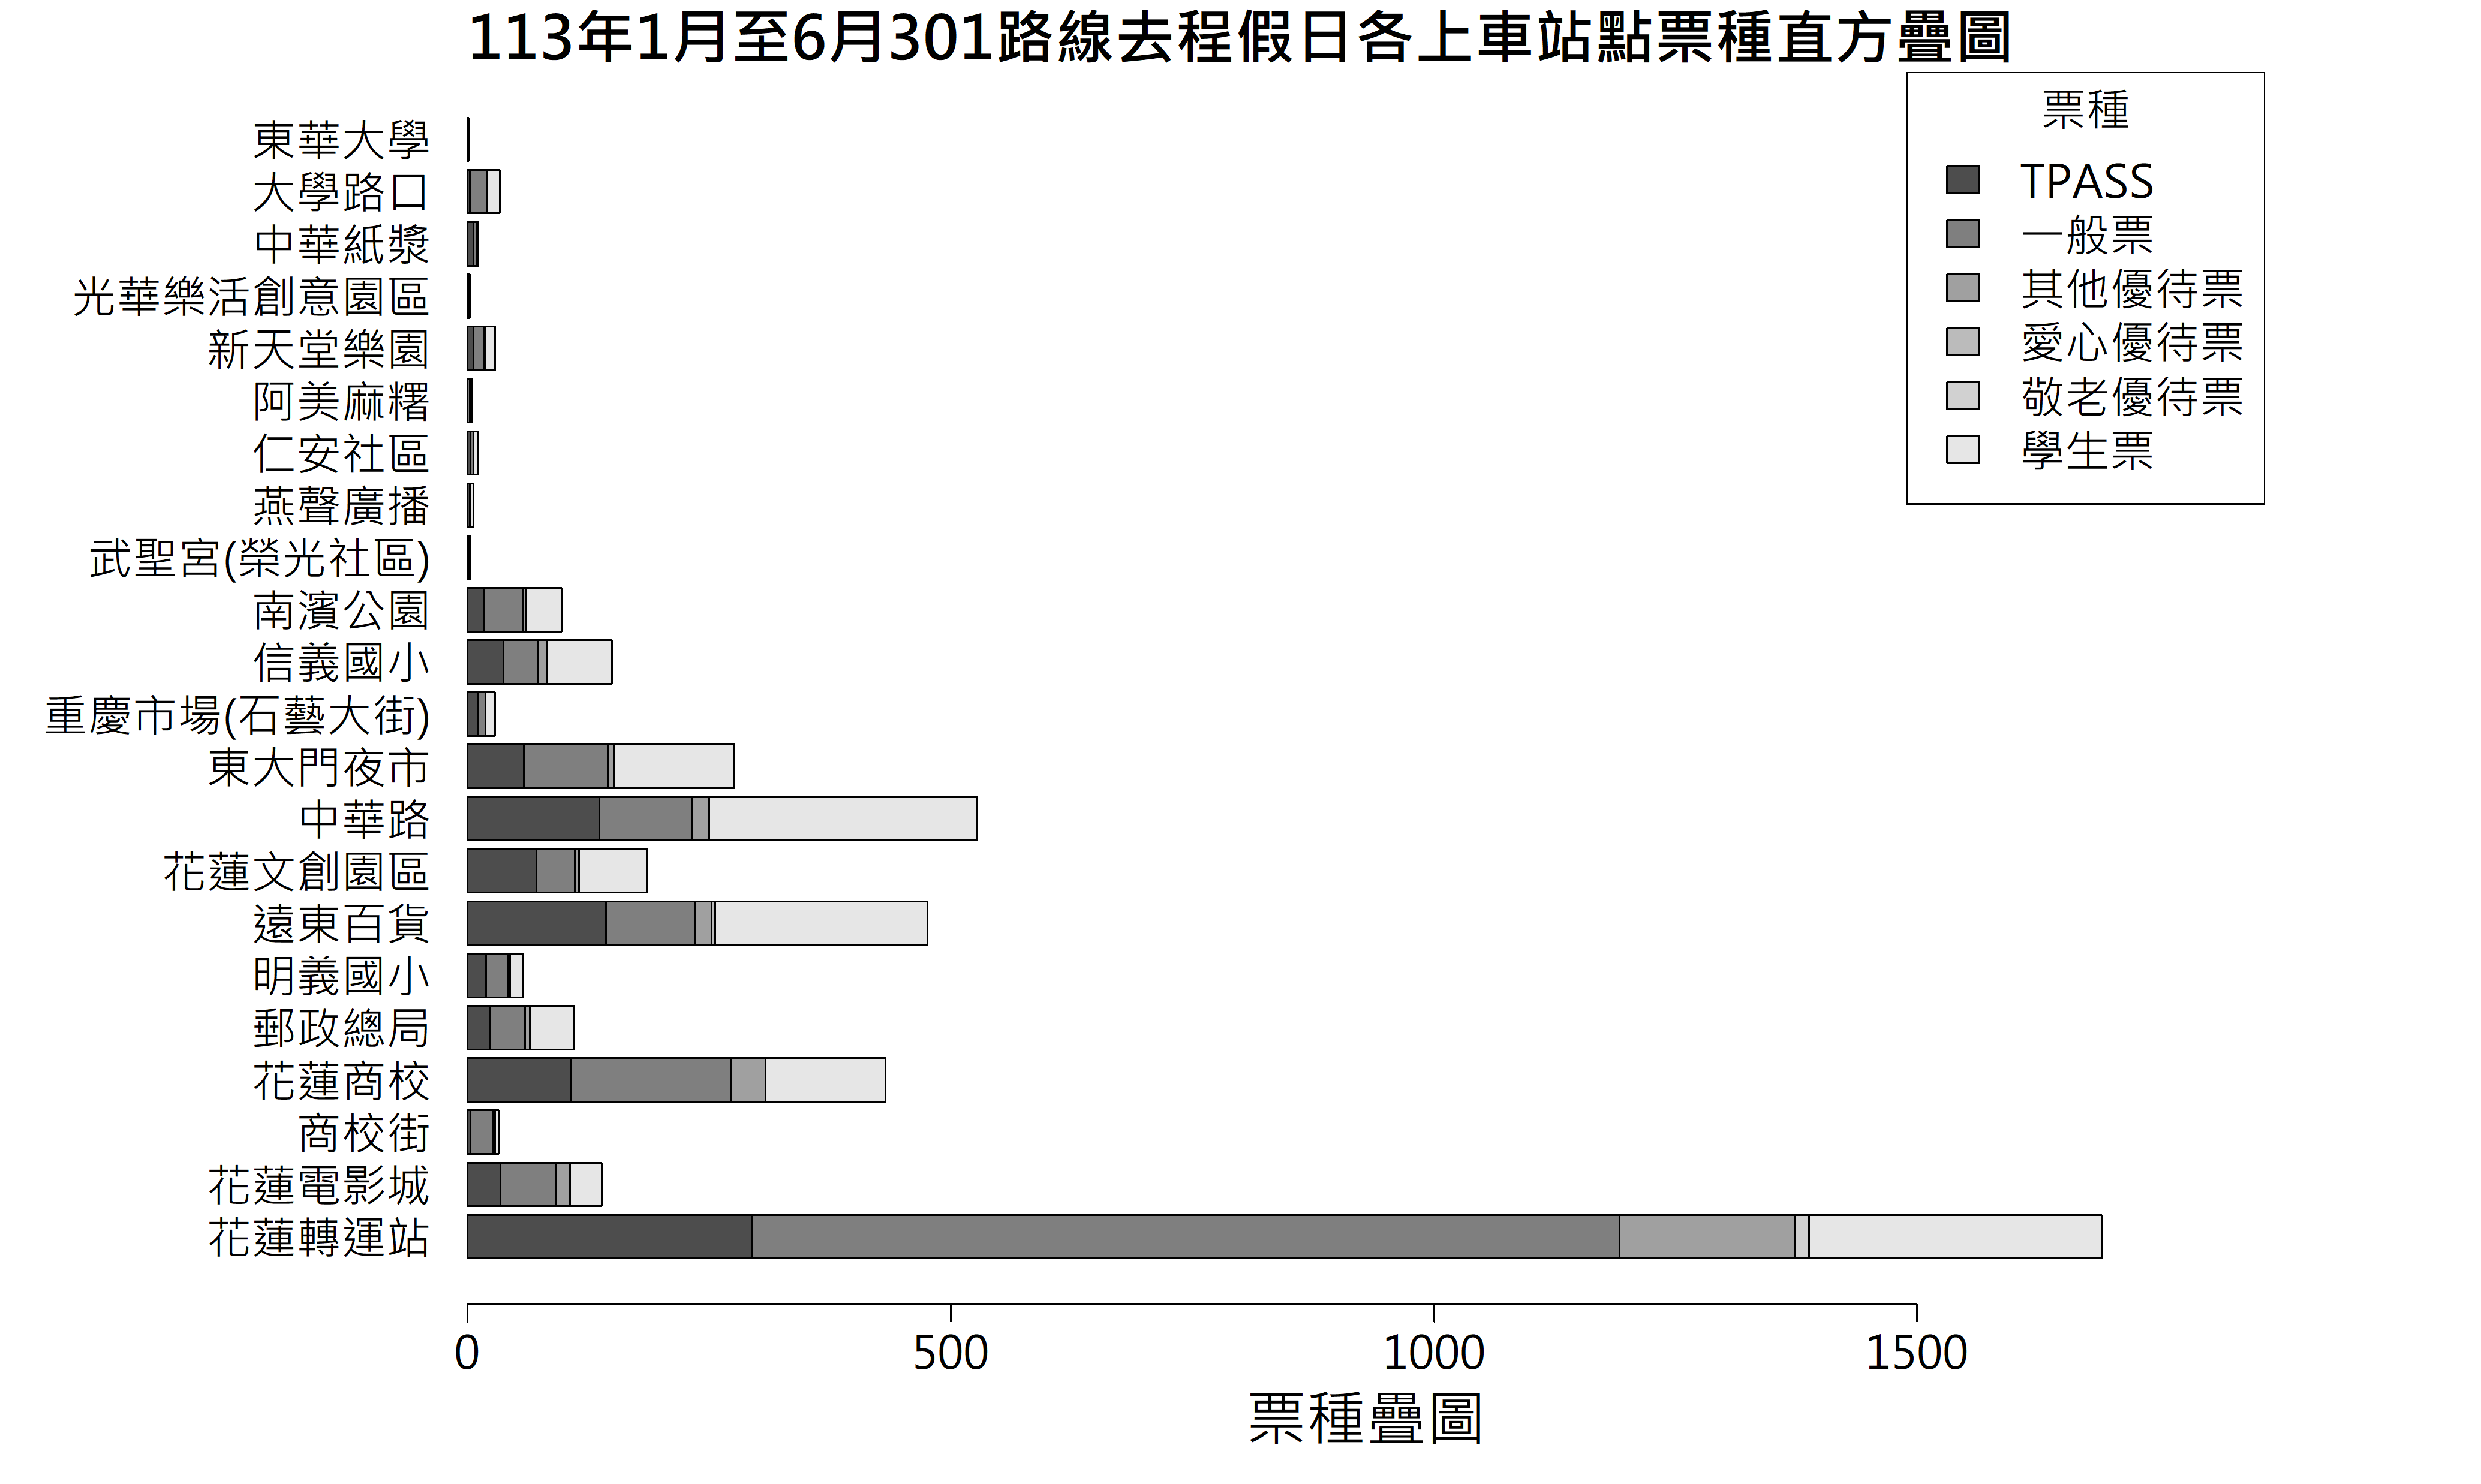 113年1月至6月301路線去程假日各上車站點票種直方疊圖
票種
TPASS
一般票
其他優待票
愛心優待票
敬老優待票
學生票
東華大學
大學路口
中華紙漿
光華樂活創意園區
新天堂樂園
阿美麻糬
仁安社區
燕聲廣播
武聖宮(榮光社區)
南濱公園
信義國小
重慶市場(石藝大街)
東大門夜市
中華路
花蓮文創園區
遠東百貨
明義國小
郵政總局
花蓮商校
商校街
花蓮電影城
花蓮轉運站
0 500 1000 1500
票種疊圖